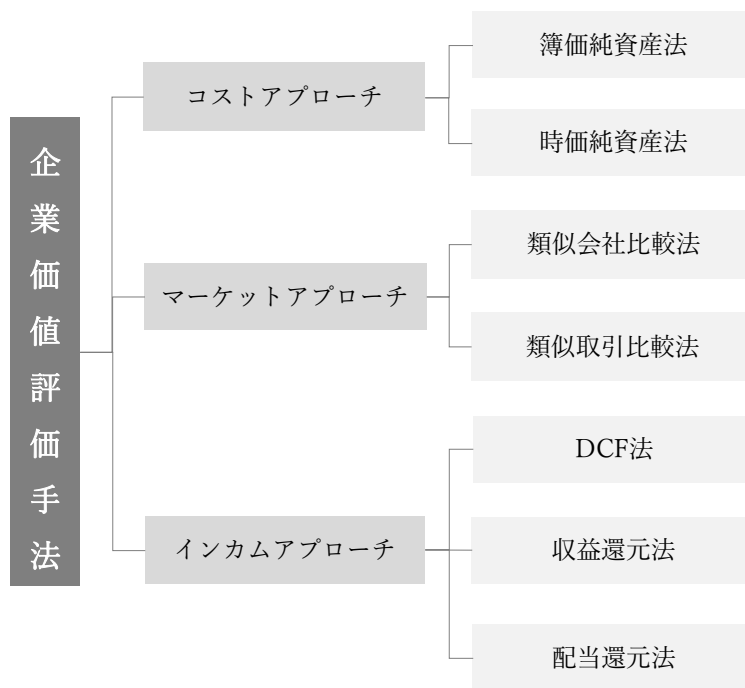 企業価値評価手法
コストアプローチ
簿価純資産法
時価純資産法
マーケットアプローチ
類似会社比較法
類似取引比較法
インカムアプローチ
DCF法
収益還元法
配当還元法